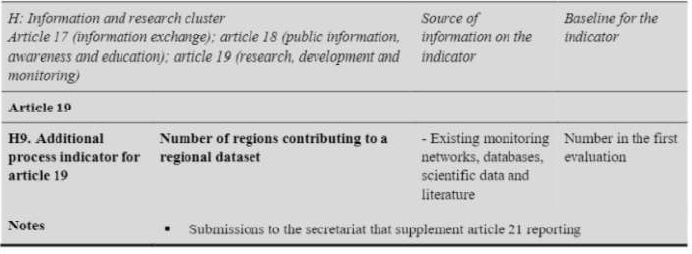 H: Information and research cluster
Article 17 (information exchange); article 18 (public information,
awareness and education); article 19 (research, development and
monitoring)
Source of
information on the
indicator
Baseline for the
indicator
Article 19
H9. Additional
process indicator for
article 19
Number of regions contributing to a
regional dataset
- Existing monitoring
networks, databases,
scientific data and
literature
Number in the first
evaluation
Notes
▪ Submissions to the secretariat that supplement article 21 reporting